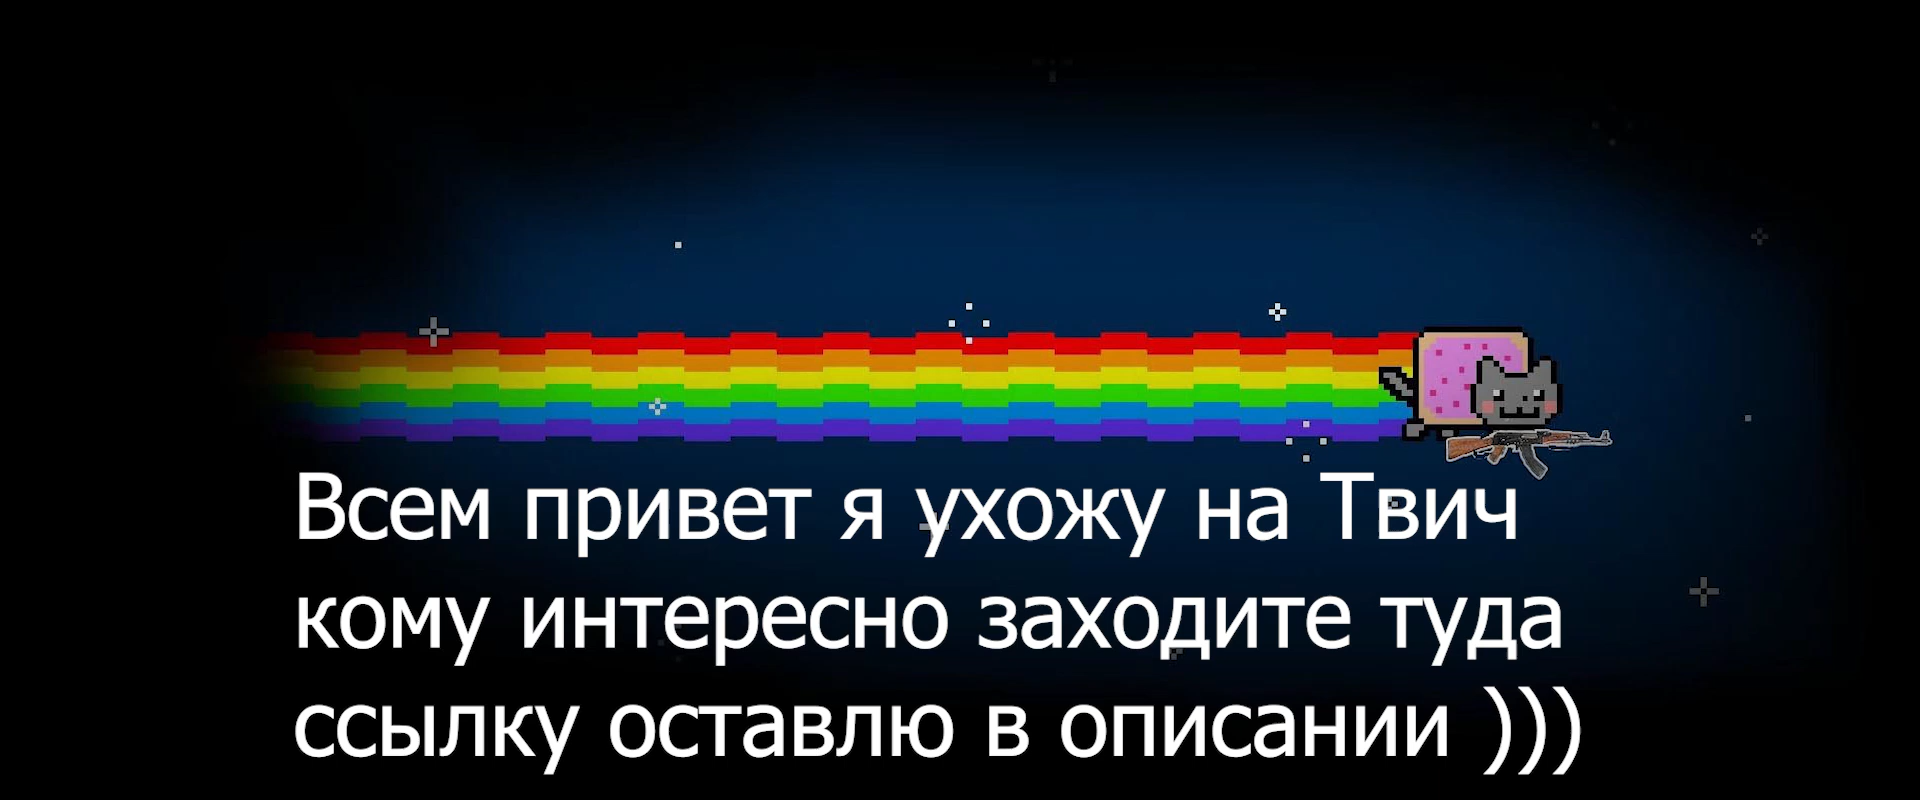 Всем привет я ухожу на Твич
кому интересно заходите туда
ссылку оставлю в описании )))